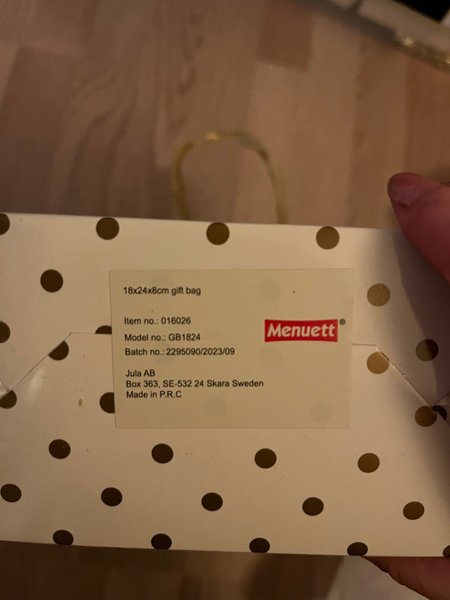 18x24x8cm gift bag
Item no.: 016026
Model no.: GB1824
Batch no.: 2295090/2023/09
Menuett®
Jula AB
Box 363, SE-532 24 Skara Sweden
Made in P.R.C